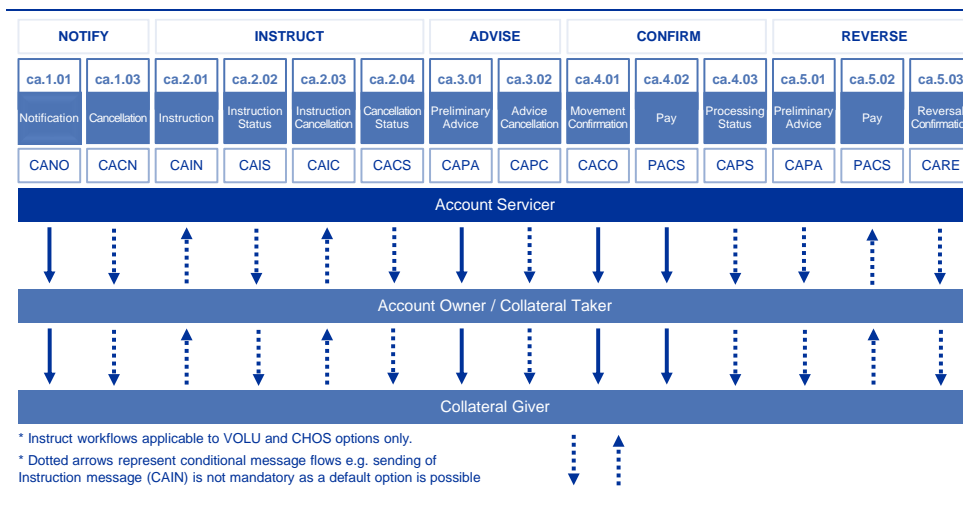 NOTIFY INSTRUCT ADVISE CONFIRM REVERSE
ca.1.01 ca.1.03 ca.2.01 ca.2.02 ca.2.03 ca.2.04 ca.3.01 ca.3.02 ca.4.01 ca.4.02 ca.4.03 ca.5.01 ca.5.02 ca.5.03
Notification Cancellation Instruction Instruction Status Instruction Cancellation Cancellation Status Preliminary Advice Advice Cancellation Movement Confirmation Pay Processing Status Preliminary Advice Pay Reversal Confirmation
CANO CACN CAIN CAIS CAIC CACS CAPA CAPC CACO PACS CAPS CAPA PACS CARE
Account Servicer
Account Owner / Collateral Taker
Collateral Giver
* Instruct workflows applicable to VOLU and CHOS options only.
* Dotted arrows represent conditional message flows e.g. sending of
Instruction message (CAIN) is not mandatory as a default option is possible